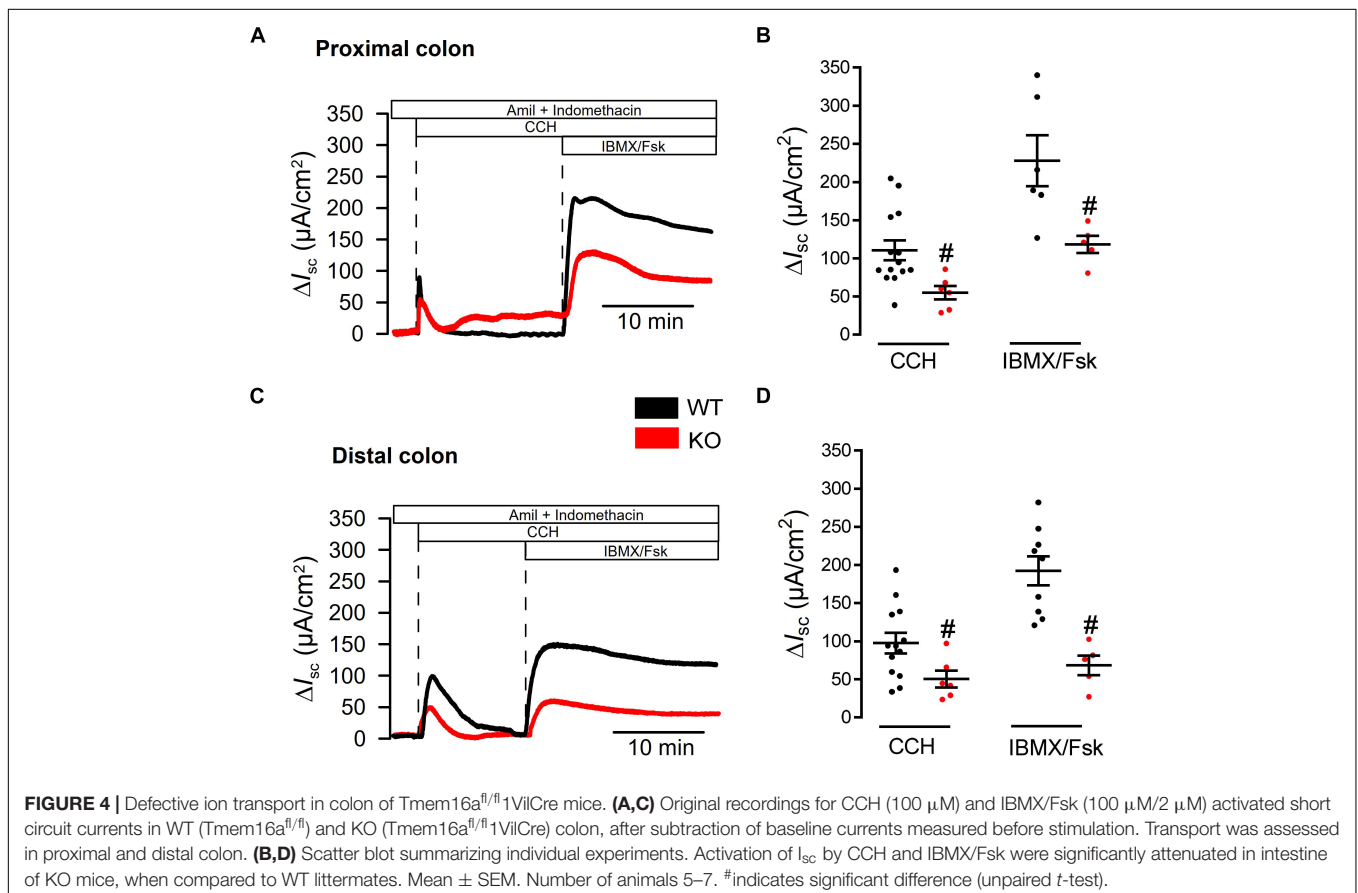 A
Proximal colon
350
300
250
200
150
100
50
0
ΔIsc (µA/cm²)
Amil + Indomethacin
CCH
IBMX/Fsk
10 min
B
350
300
250
200
150
100
50
0
ΔIsc (µA/cm²)
#
#
CCH
IBMX/Fsk
C
WT
KO
Distal colon
350
300
250
200
150
100
50
0
ΔIsc (µA/cm²)
Amil + Indomethacin
CCH
IBMX/Fsk
10 min
D
350
300
250
200
150
100
50
0
ΔIsc (µA/cm²)
#
#
CCH
IBMX/Fsk
FIGURE 4 | Defective ion transport in colon of Tmem16a^fl/fl1VilCre mice. (A,C) Original recordings for CCH (100 µM) and IBMX/Fsk (100 µM/2 µM) activated short
circuit currents in WT (Tmem16a^fl/fl) and KO (Tmem16a^fl/fl1VilCre) colon, after subtraction of baseline currents measured before stimulation. Transport was assessed
in proximal and distal colon. (B,D) Scatter blot summarizing individual experiments. Activation of Isc by CCH and IBMX/Fsk were significantly attenuated in intestine
of KO mice, when compared to WT littermates. Mean ± SEM. Number of animals 5–7. #indicates significant difference (unpaired t-test).